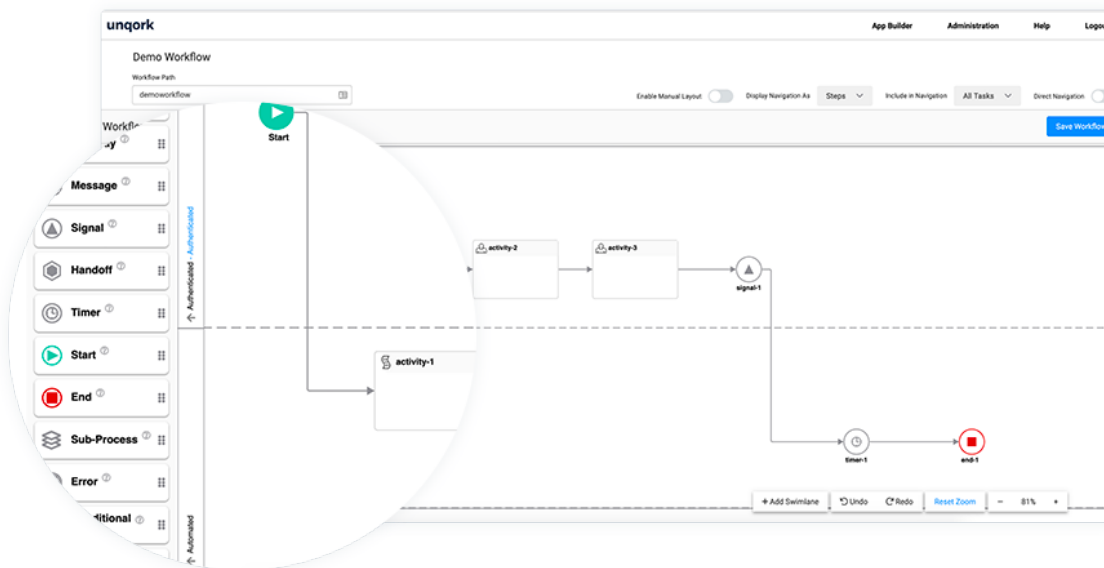 unqork
App Builder
Administration
Help
Logou
Demo Workflow
Workflow Path
demoworkflow
Enable Manual Layout
Display Navigation As
Steps
Include in Navigation
All Tasks
Direct Navigation
Save Workflow
Workflo
Start
Message
Signal
Handoff
Timer
Start
End
Sub-Process
Error
ditional
Authenticated - Authenticated
Automated
activity-2
activity-3
signal-1
activity-1
timer-1
end-1
+ Add Swimlane
Undo
Redo
Reset Zoom
−
81%
+